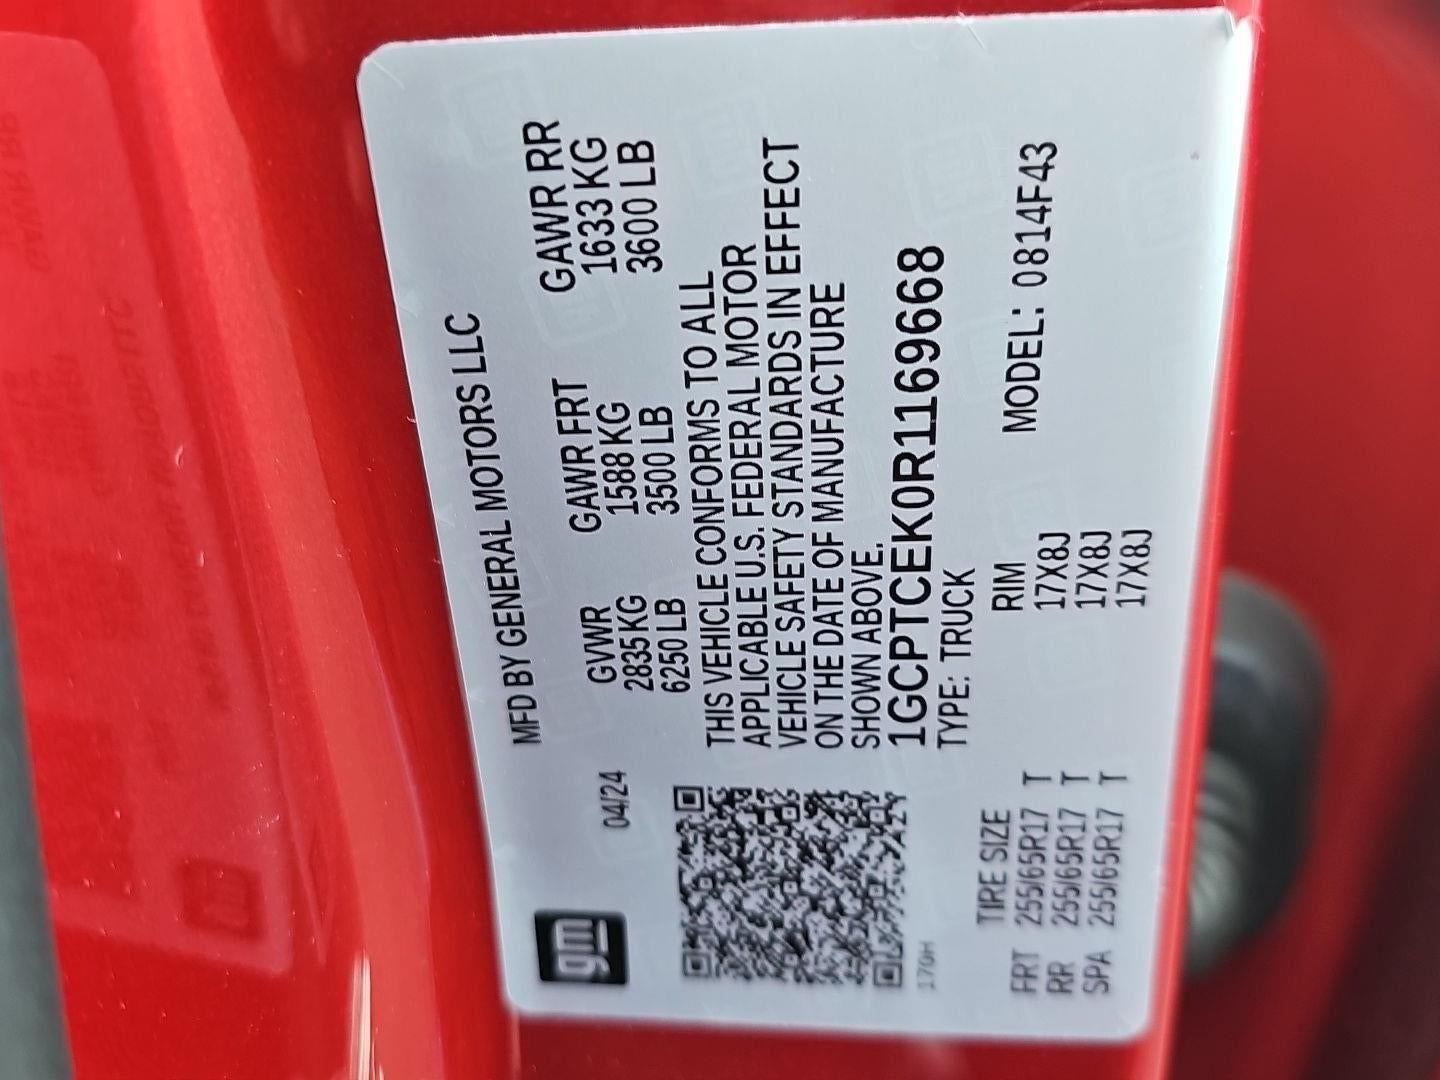 gm
04/24
MFD BY GENERAL MOTORS LLC
GVWR GAWR FRT GAWR RR
2835 KG 1588 KG 1633 KG
6250 LB 3500 LB 3600 LB
THIS VEHICLE CONFORMS TO ALL
APPLICABLE U.S. FEDERAL MOTOR
VEHICLE SAFETY STANDARDS IN EFFECT
ON THE DATE OF MANUFACTURE
SHOWN ABOVE.
1GCPTCEK0R1169668
TYPE: TRUCK
MODEL: 0814F43
TIRE SIZE RIM
FRT 255/65R17 T 17X8J
RR 255/65R17 T 17X8J
SPA 255/65R17 T 17X8J